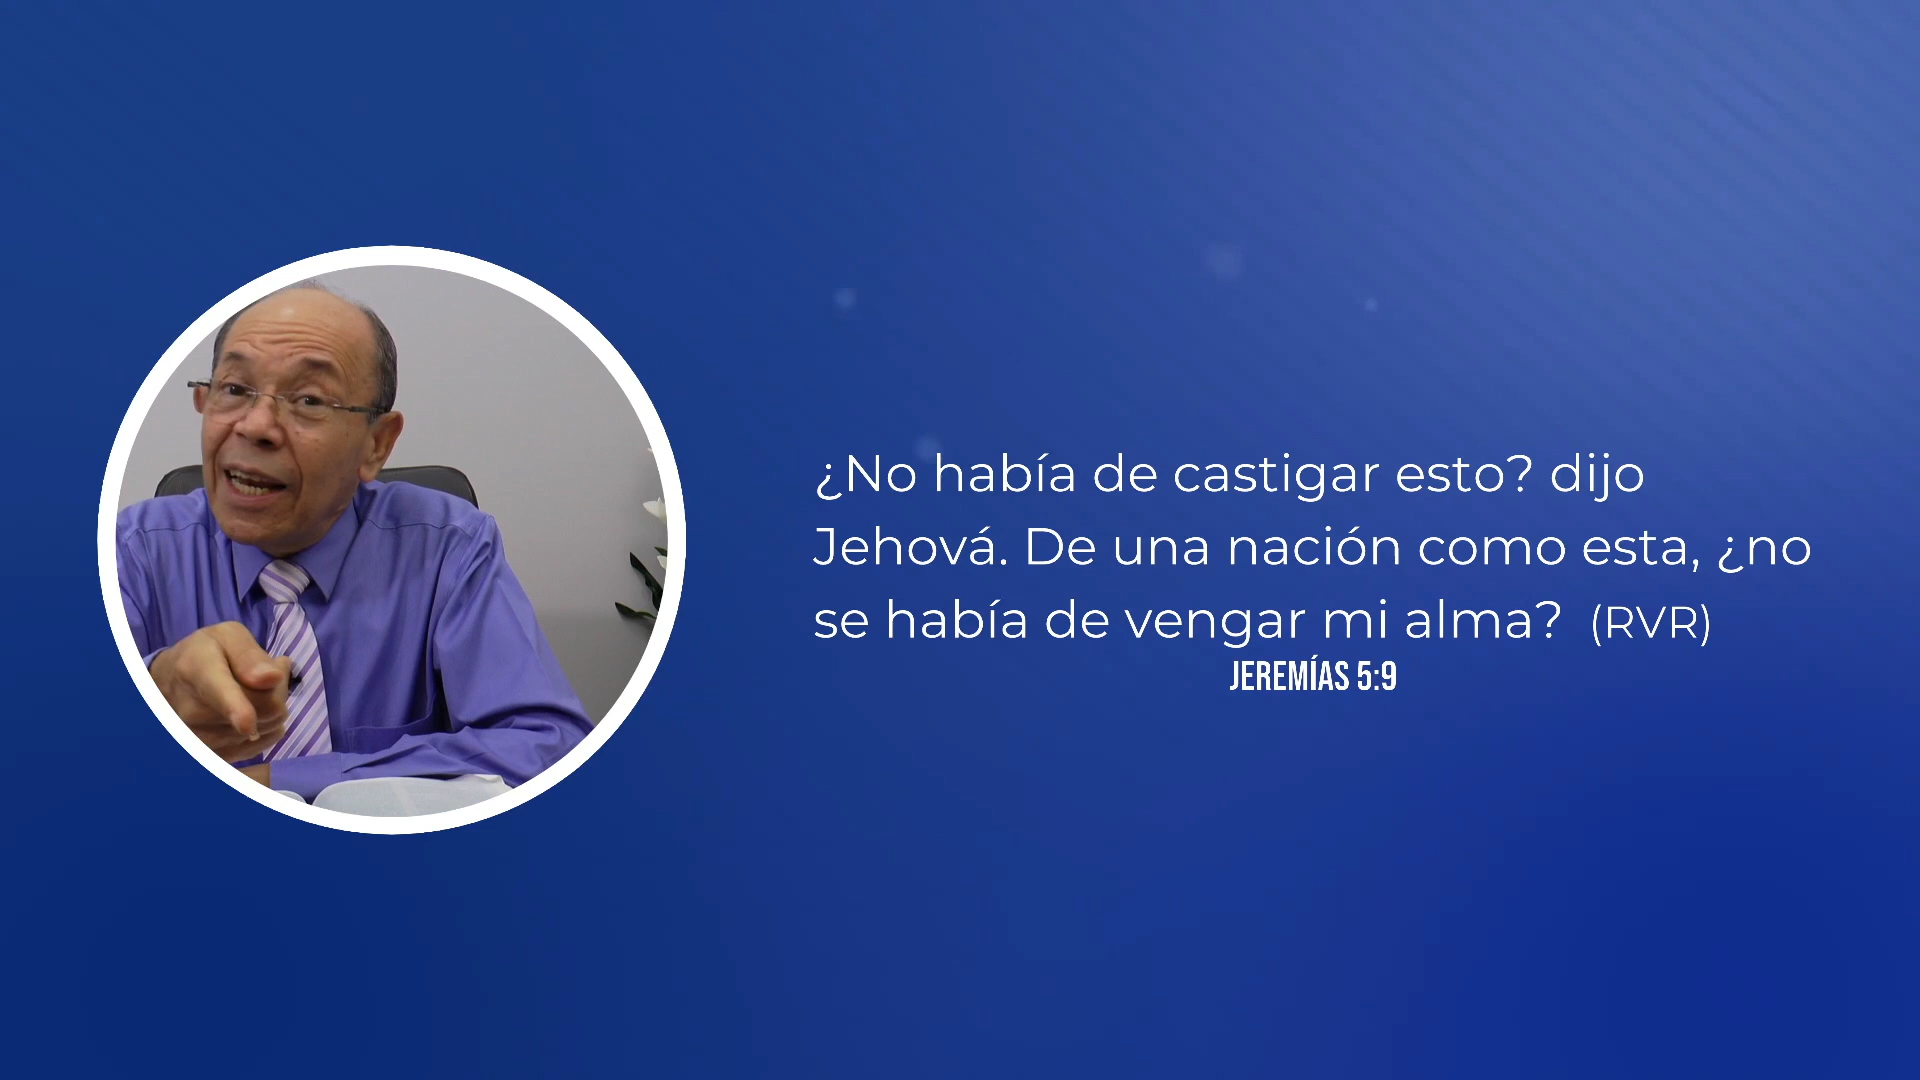 ¿No había de castigar esto? dijo
Jehová. De una nación como esta, ¿no
se había de vengar mi alma? (RVR)
JEREMÍAS 5:9